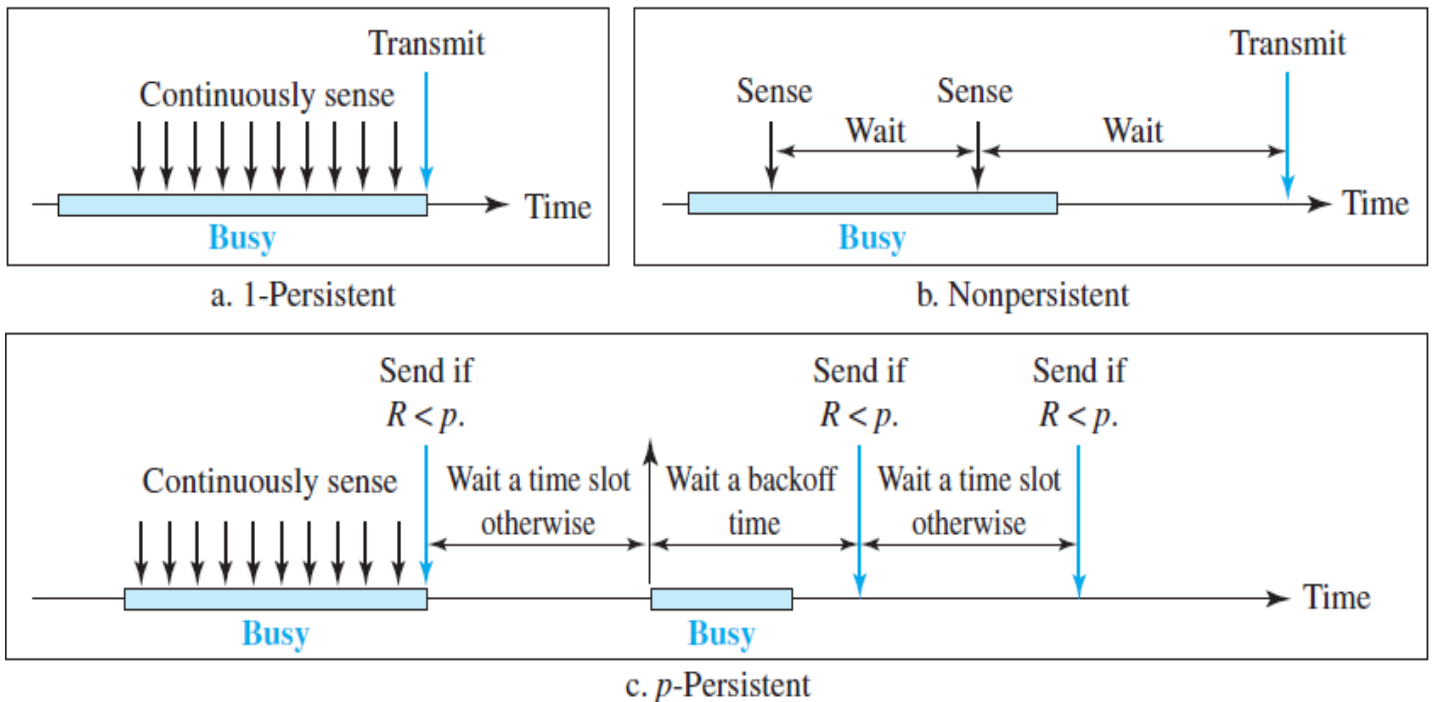 Transmit
Continuously sense
Time
Busy
a. 1-Persistent
Transmit
Sense
Sense
Wait
Wait
Time
Busy
b. Nonpersistent
Send if
R < p.
Send if
R < p.
Send if
R < p.
Continuously sense
Wait a time slot
otherwise
Wait a backoff
time
Wait a time slot
otherwise
Time
Busy
Busy
c. p-Persistent